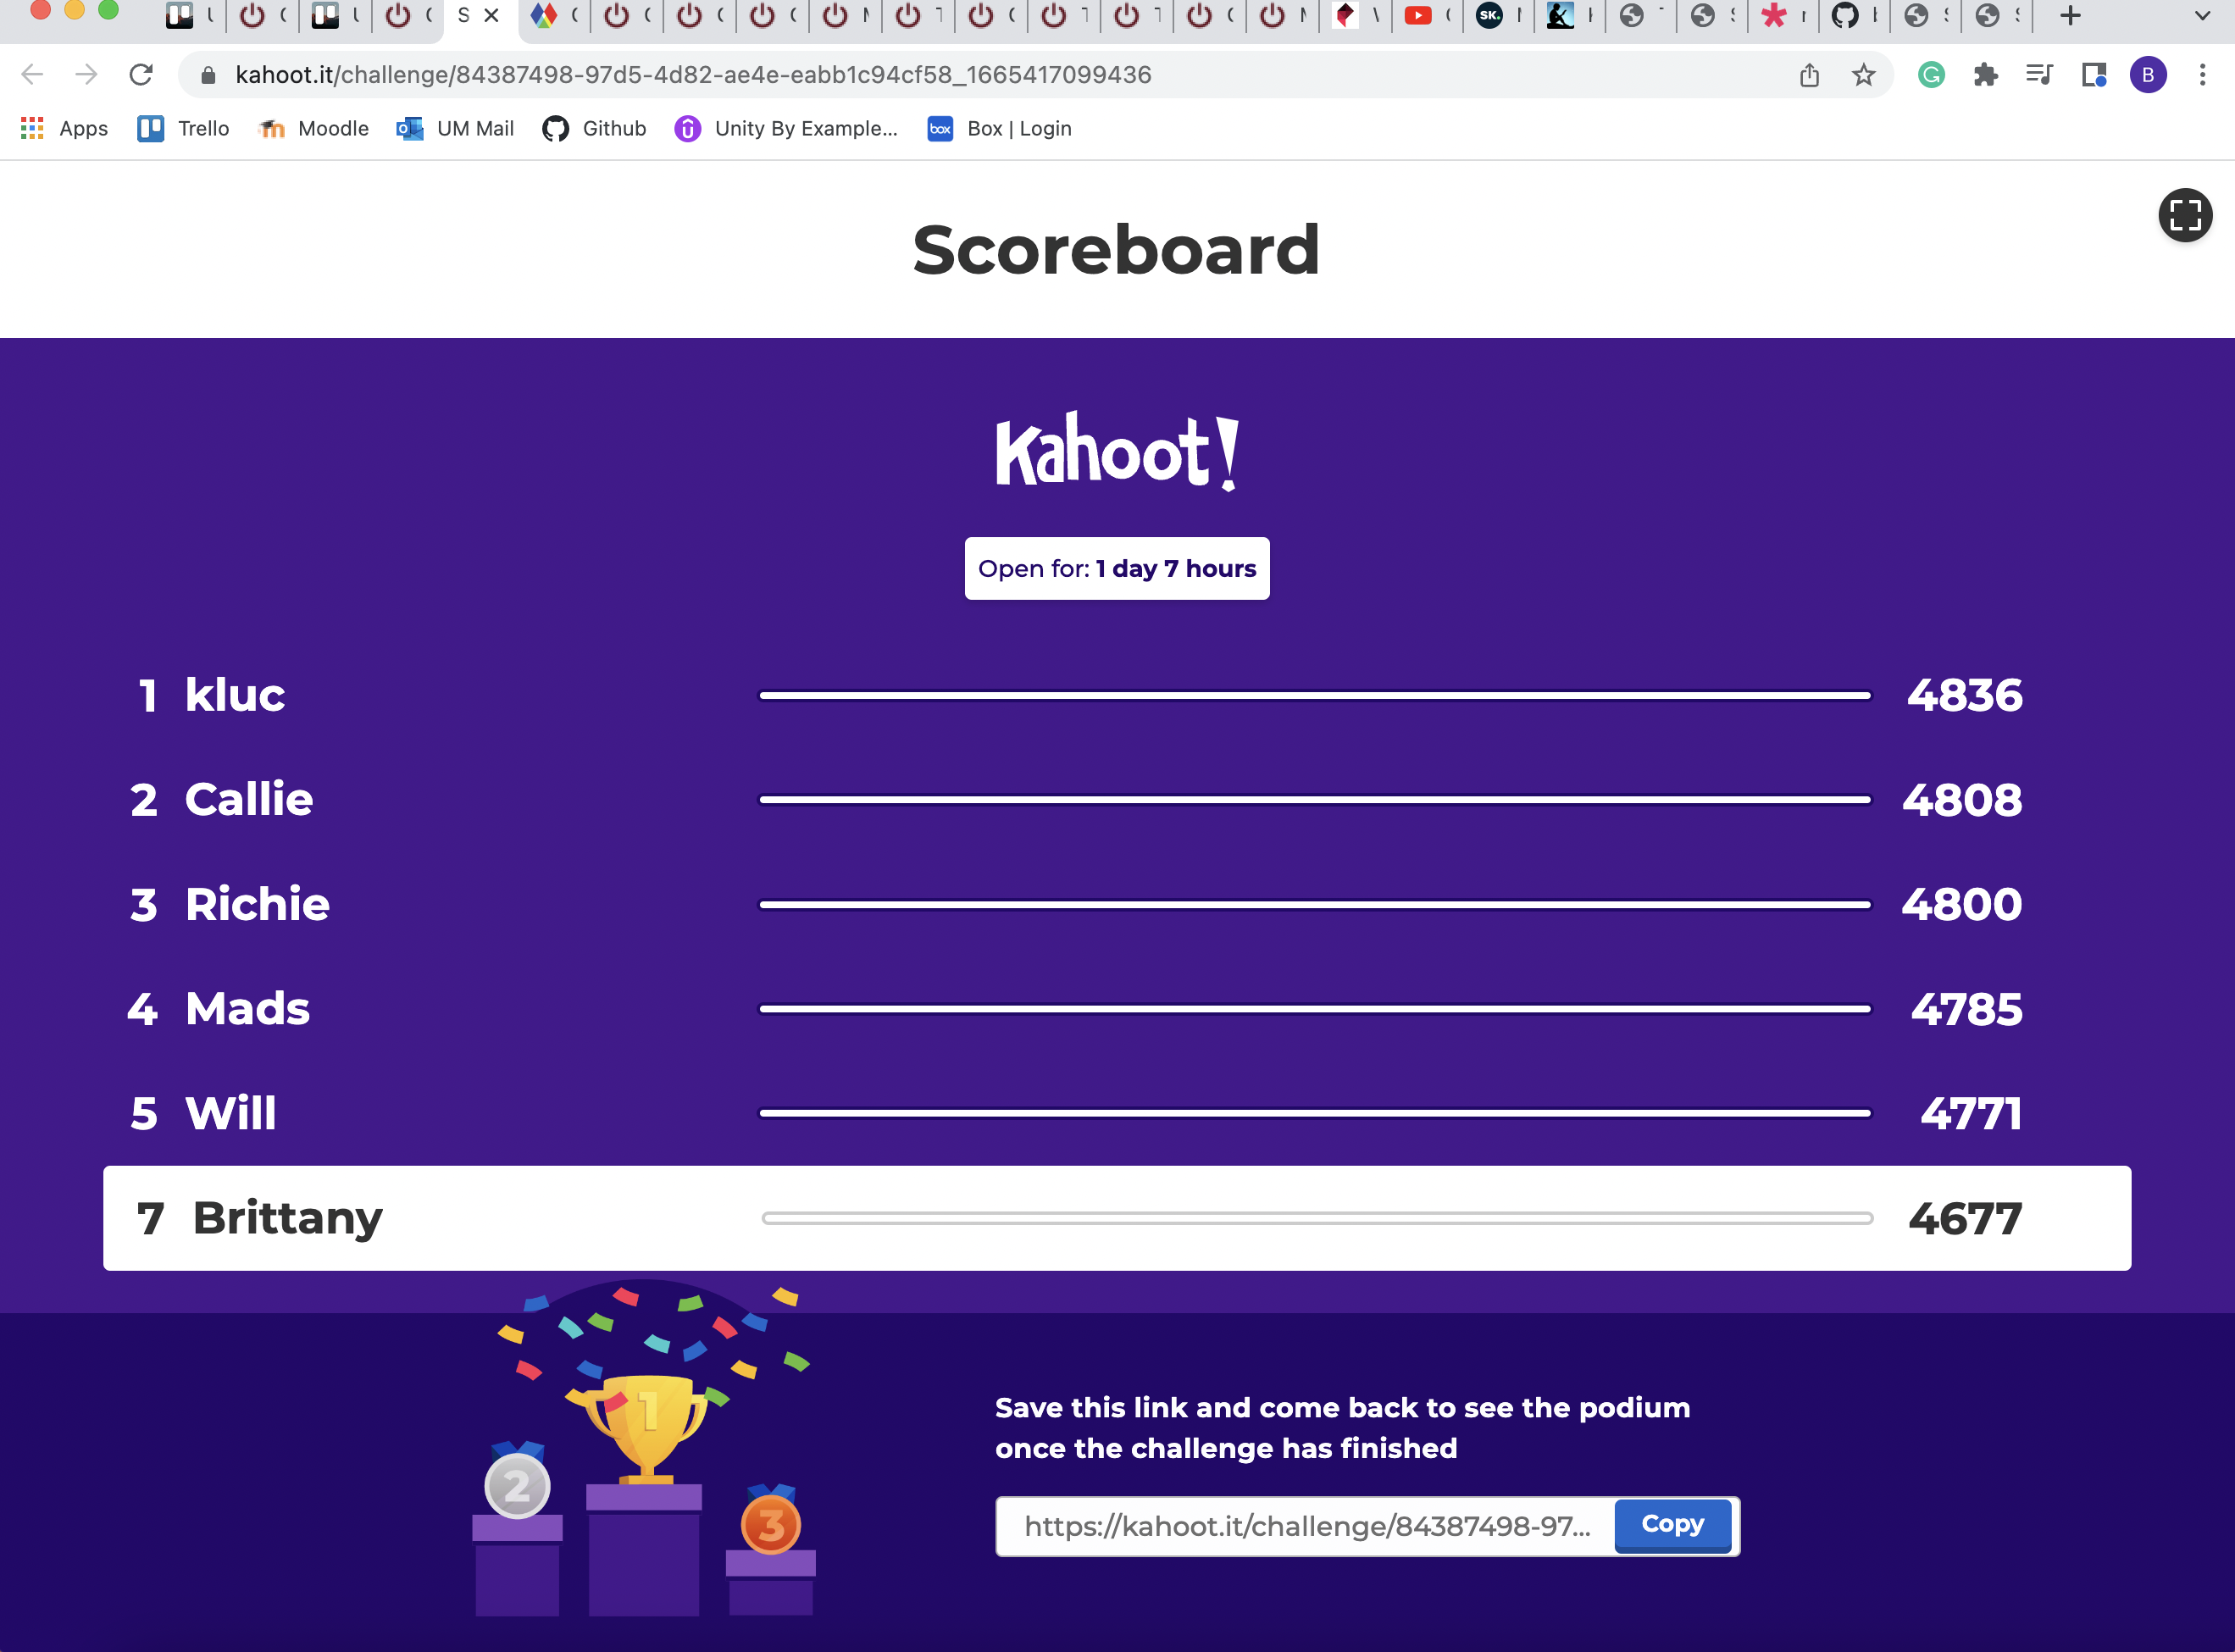 kahoot.it/challenge/84387498-97d5-4d82-ae4e-eabb1c94cf58_1665417099436
B
Apps Trello Moodle UM Mail Github Unity By Example... box Box | Login
Scoreboard
Kahoot!
Open for: 1 day 7 hours
1 kluc 4836
2 Callie 4808
3 Richie 4800
4 Mads 4785
5 Will 4771
7 Brittany 4677
1
2
3
Save this link and come back to see the podium
once the challenge has finished
https://kahoot.it/challenge/84387498-97... Copy